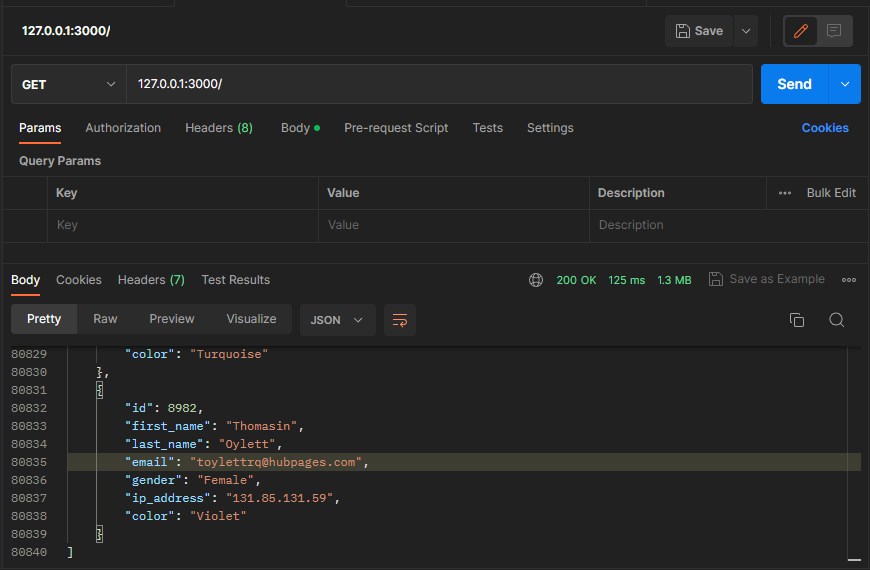 127.0.0.1:3000/
Save
GET 127.0.0.1:3000/ Send
Params Authorization Headers (8) Body Pre-request Script Tests Settings Cookies
Query Params
Key Value Description ••• Bulk Edit
Key Value Description
Body Cookies Headers (7) Test Results 200 OK 125 ms 1.3 MB Save as Example
Pretty Raw Preview Visualize JSON
80829 "color": "Turquoise"
80830 },
80831 {
80832 "id": 8982,
80833 "first_name": "Thomasin",
80834 "last_name": "Oylett",
80835 "email": "toylettrq@hubpages.com",
80836 "gender": "Female",
80837 "ip_address": "131.85.131.59",
80838 "color": "Violet"
80839 }
80840 ]